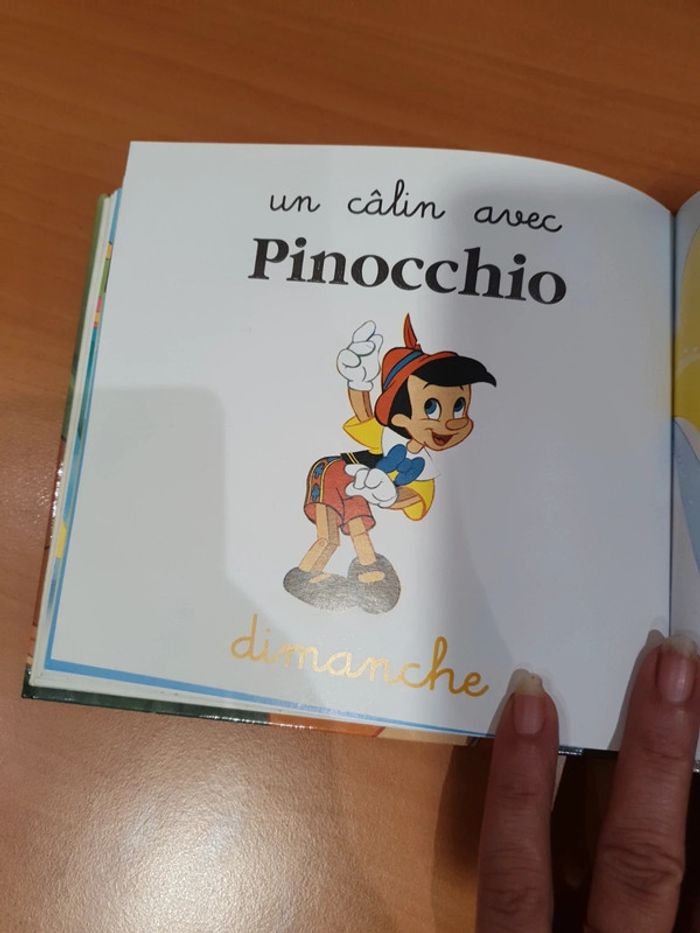 un câlin avec
Pinocchio
dimanche